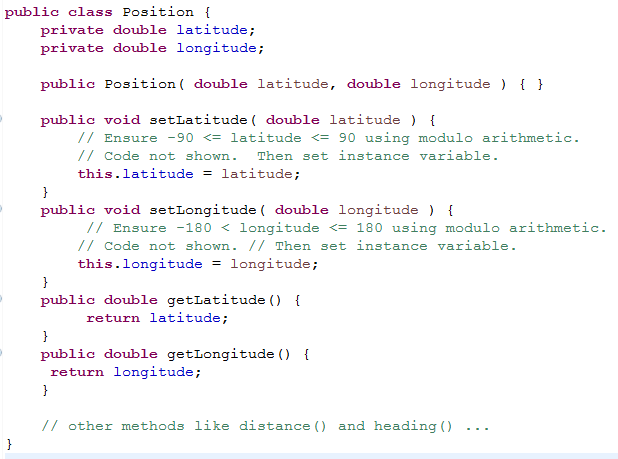 public class Position {
    private double latitude;
    private double longitude;

    public Position( double latitude, double longitude ) { }

    public void setLatitude( double latitude ) {
        // Ensure -90 <= latitude <= 90 using modulo arithmetic.
        // Code not shown.  Then set instance variable.
        this.latitude = latitude;
    }
    public void setLongitude( double longitude ) {
         // Ensure -180 < longitude <= 180 using modulo arithmetic.
        // Code not shown. // Then set instance variable.
        this.longitude = longitude;
    }
    public double getLatitude() {
         return latitude;
    }
    public double getLongitude() {
     return longitude;
    }

    // other methods like distance() and heading() ...
}